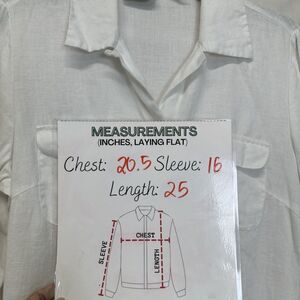 MEASUREMENTS
(INCHES, LAYING FLAT)
Chest: 20.5 Sleeve: 16
Length: 25
CHEST
SLEEVE
LENGTH